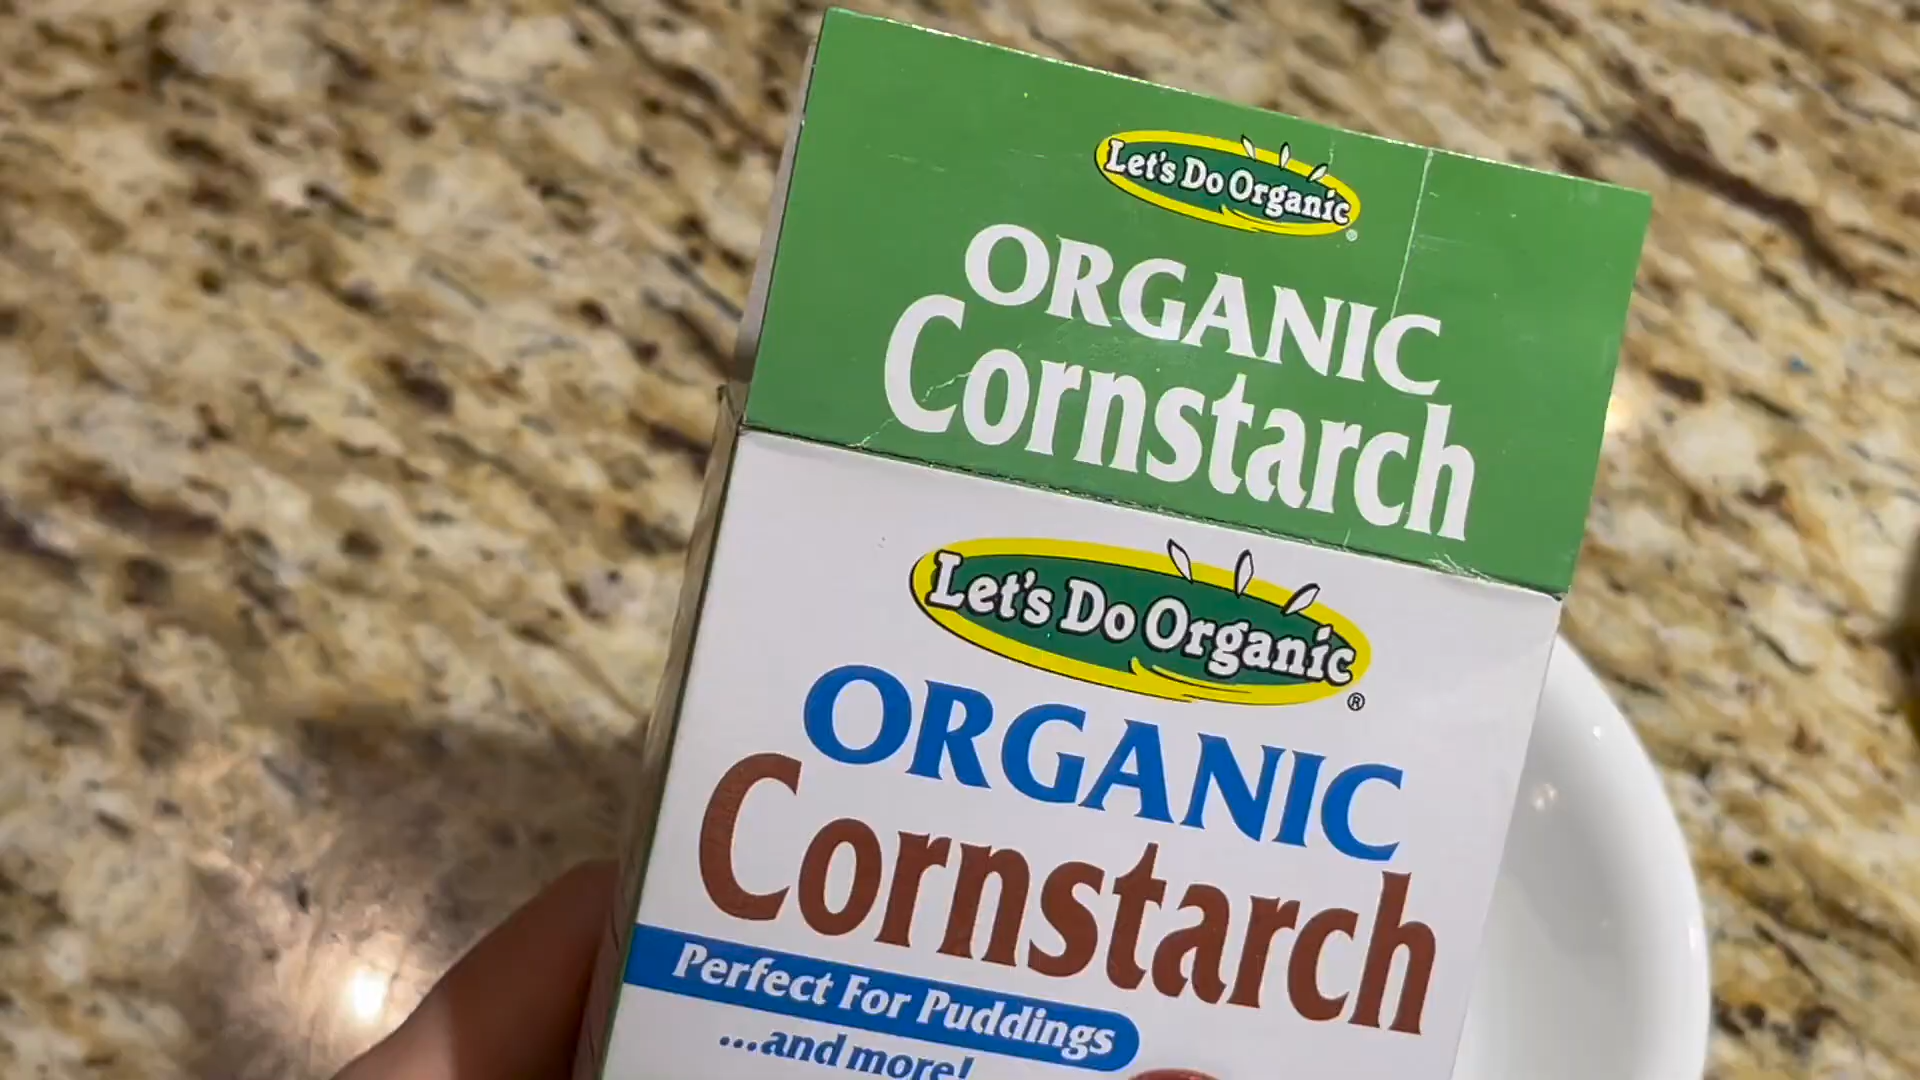 Let's Do Organic®
ORGANIC
Cornstarch
Let's Do Organic®
ORGANIC
Cornstarch
Perfect For Puddings
...and more!